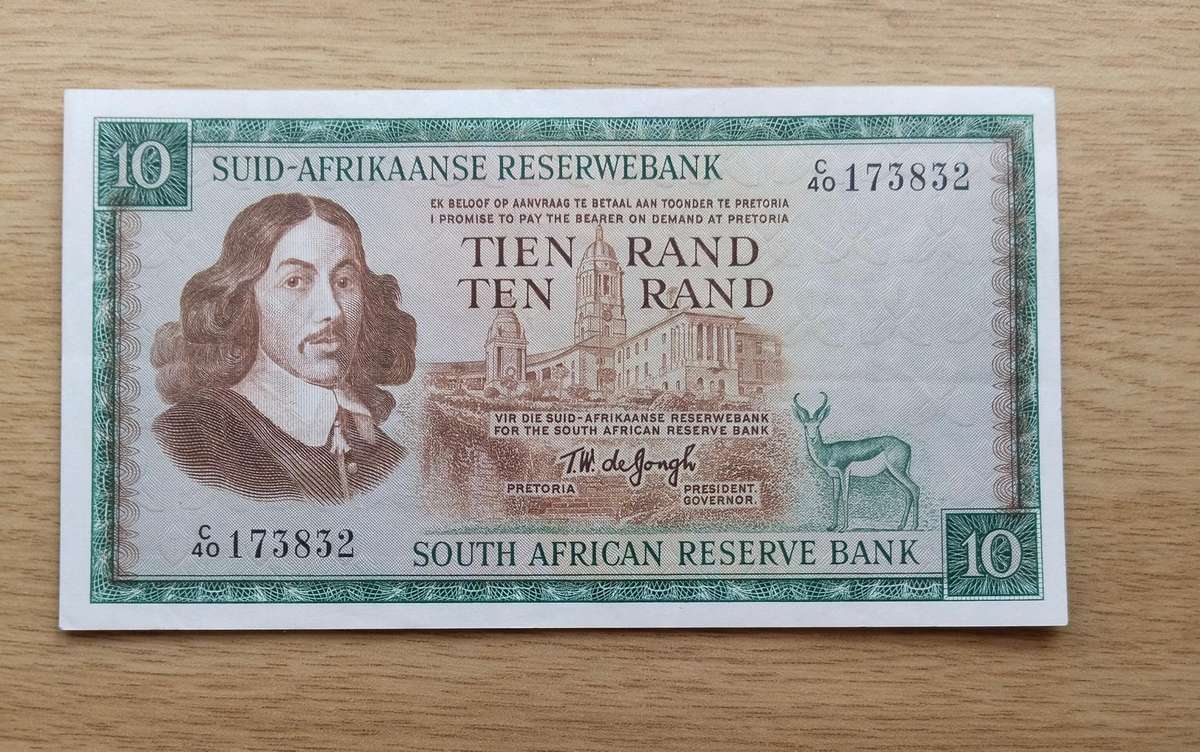 10
SUID-AFRIKAANSE RESERWEBANK
C/40 173832
EK BELOOF OP AANVRAAG TE BETAAL AAN TOONDER TE PRETORIA
I PROMISE TO PAY THE BEARER ON DEMAND AT PRETORIA
TIEN RAND
TEN RAND
VIR DIE SUID-AFRIKAANSE RESERWEBANK
FOR THE SOUTH AFRICAN RESERVE BANK
T.W. de Jongh
PRETORIA
PRESIDENT.
GOVERNOR.
C/40 173832
SOUTH AFRICAN RESERVE BANK
10